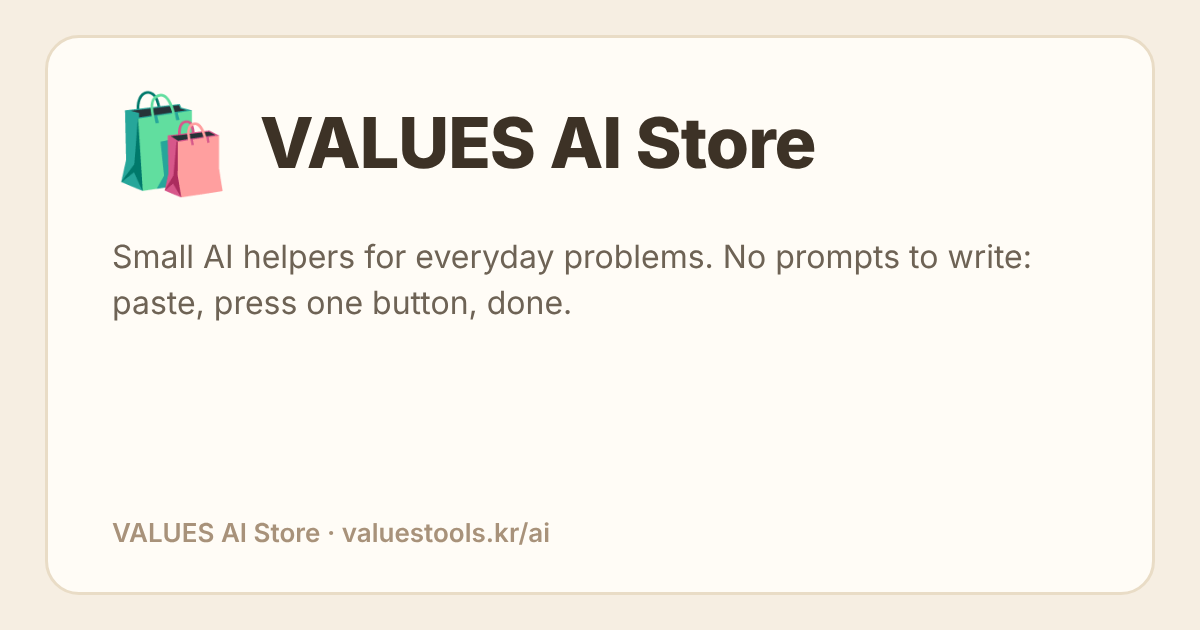 VALUES AI Store
Small AI helpers for everyday problems. No prompts to write:
paste, press one button, done.
VALUES AI Store · valuestools.kr/ai